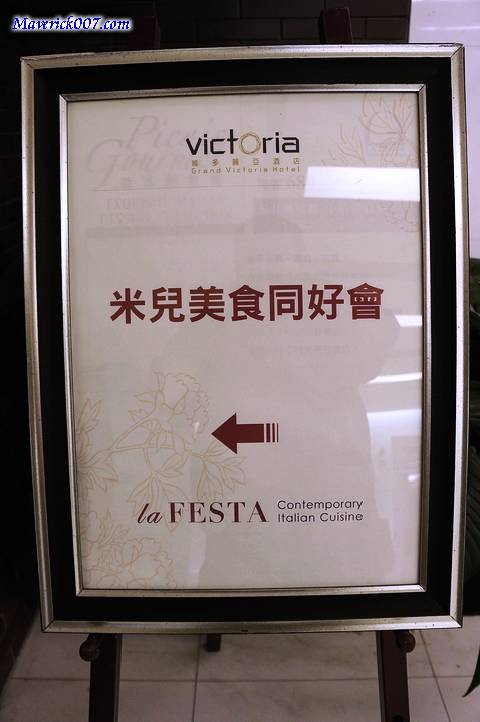 Maverick007.com
victoria
維多麗亞酒店
Grand Victoria Hotel
米兒美食同好會
la FESTA
Contemporary
Italian Cuisine